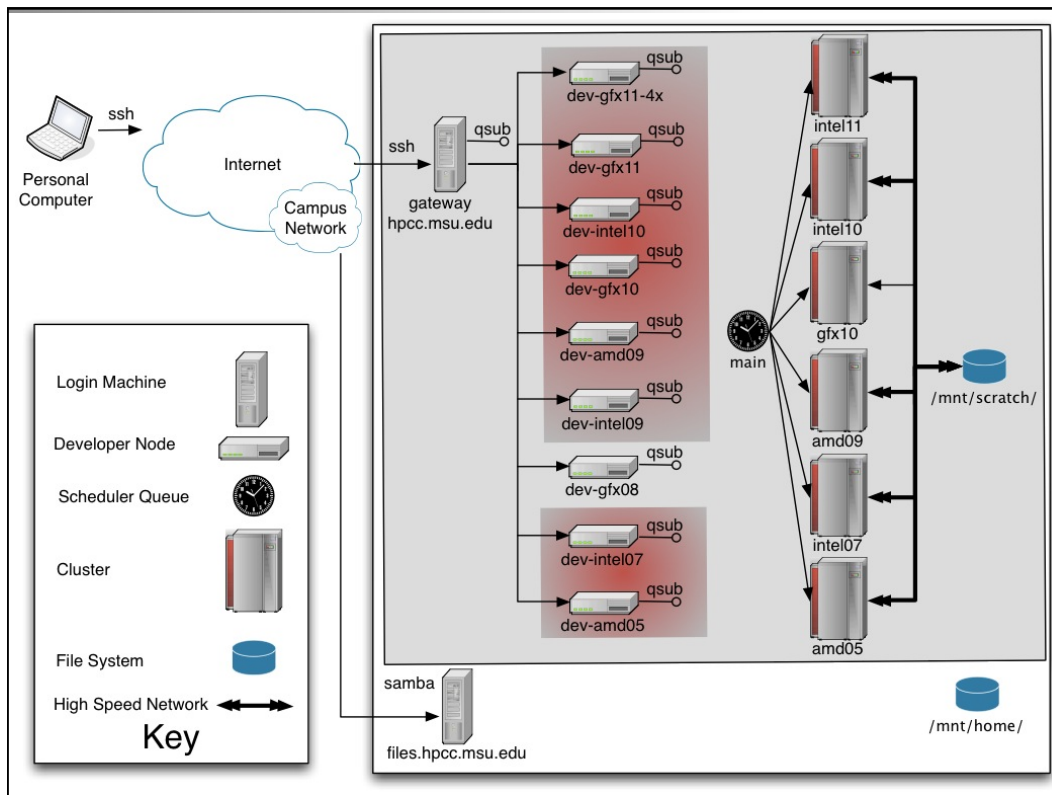 ssh
Personal
Computer
Internet
Campus
Network
ssh
qsub
gateway
hpcc.msu.edu
qsub
dev-gfx11-4x
qsub
dev-gfx11
qsub
dev-intel10
qsub
dev-gfx10
qsub
dev-amd09
qsub
dev-intel09
qsub
dev-gfx08
qsub
dev-intel07
qsub
dev-amd05
main
intel11
intel10
gfx10
amd09
intel07
amd05
/mnt/scratch/
samba
files.hpcc.msu.edu
/mnt/home/
Login Machine
Developer Node
Scheduler Queue
Cluster
File System
High Speed Network
Key